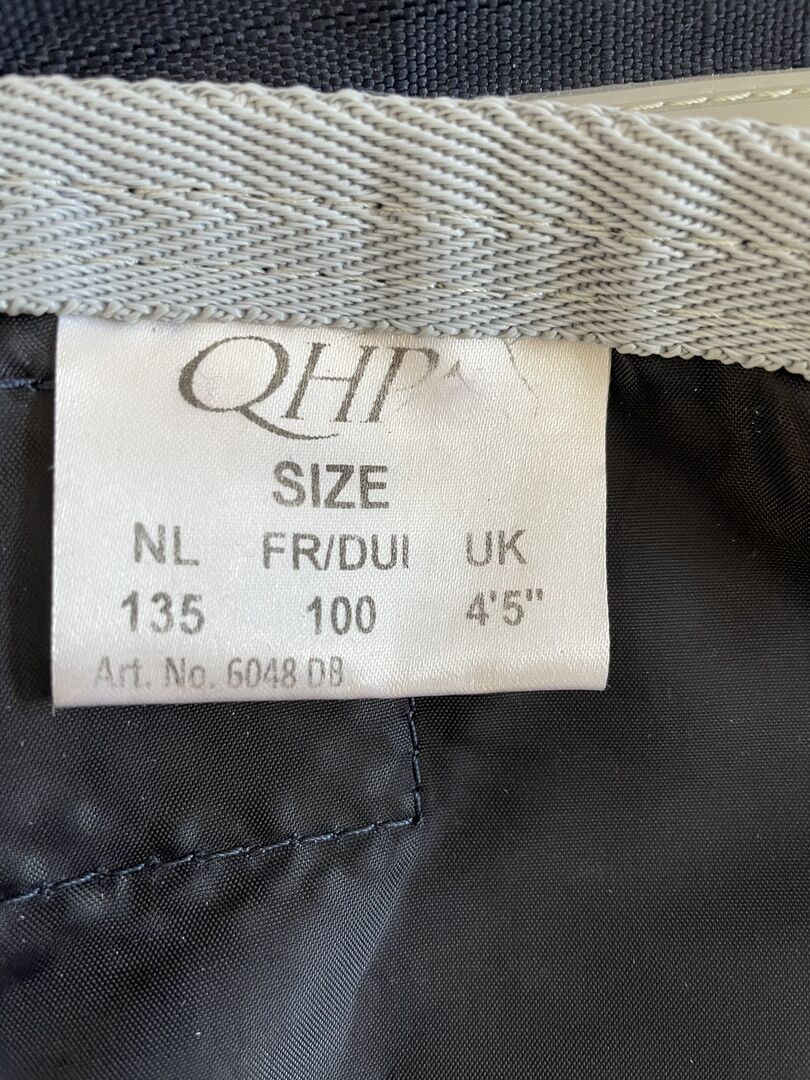 QHP
SIZE
NL FR/DUI UK
135 100 4'5"
Art. No. 6048 DB